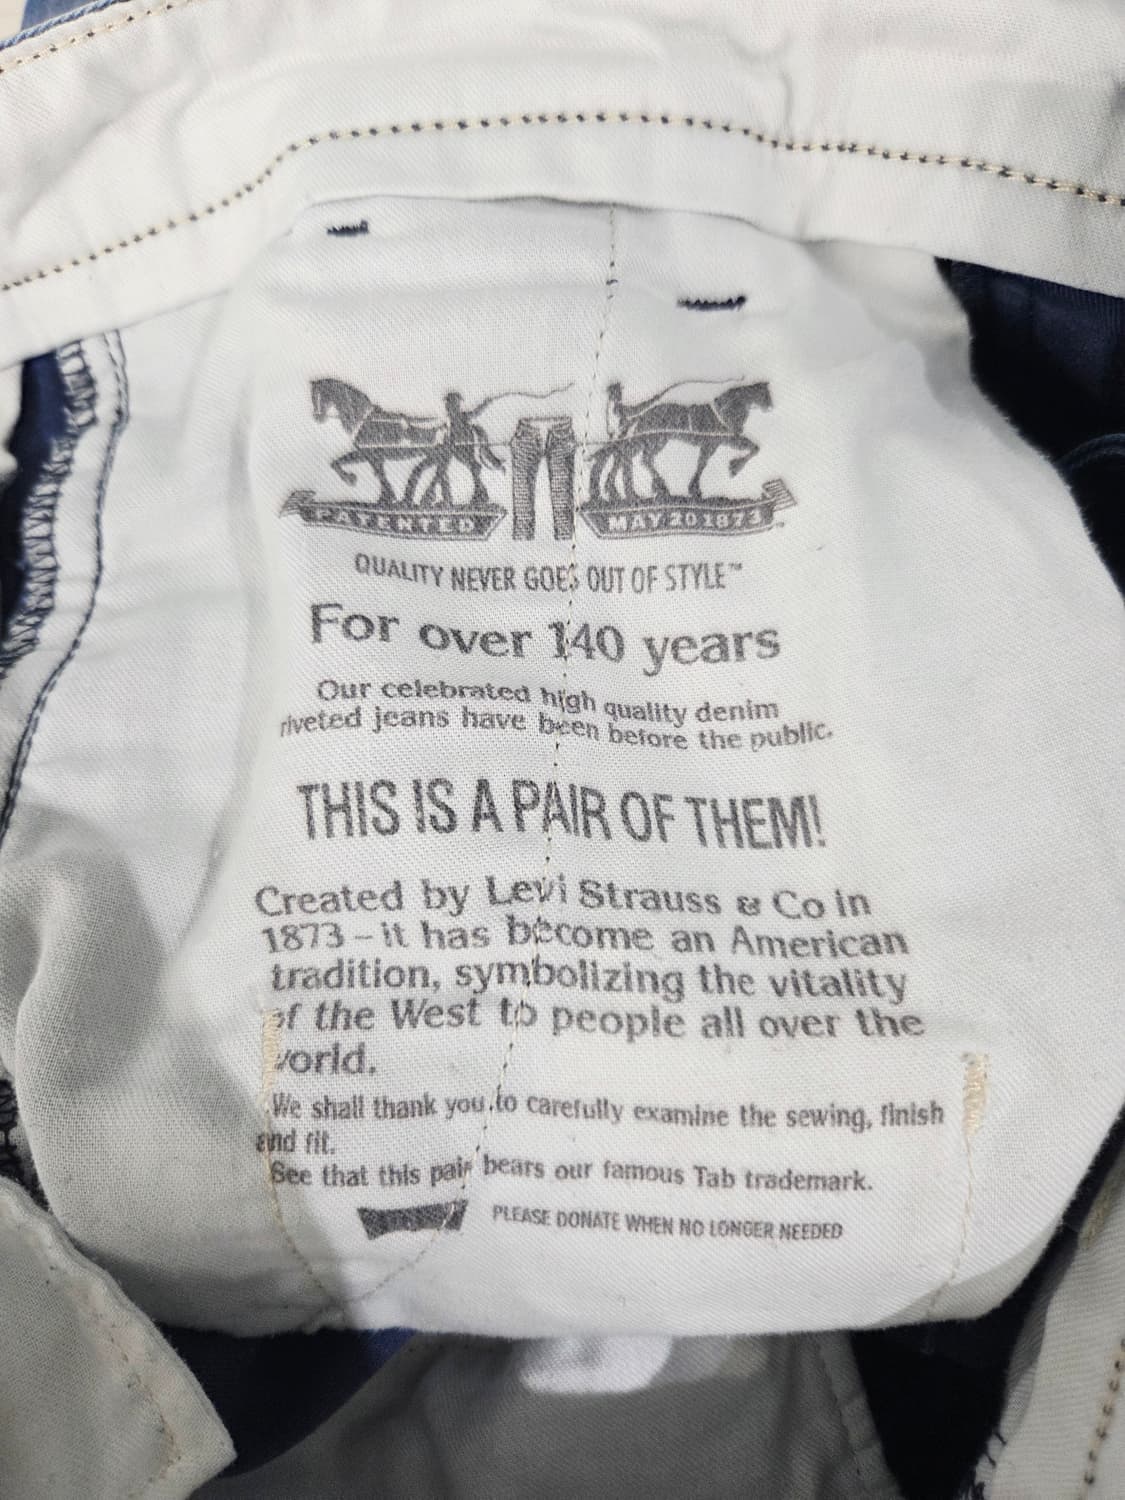 PATENTED MAY 20 1873
QUALITY NEVER GOES OUT OF STYLE™
For over 140 years
Our celebrated high quality denim
riveted jeans have been before the public.
THIS IS A PAIR OF THEM!
Created by Levi Strauss & Co in
1873 – it has become an American
tradition, symbolizing the vitality
of the West to people all over the
world.
We shall thank you to carefully examine the sewing, finish
and fit.
See that this pair bears our famous Tab trademark.
PLEASE DONATE WHEN NO LONGER NEEDED